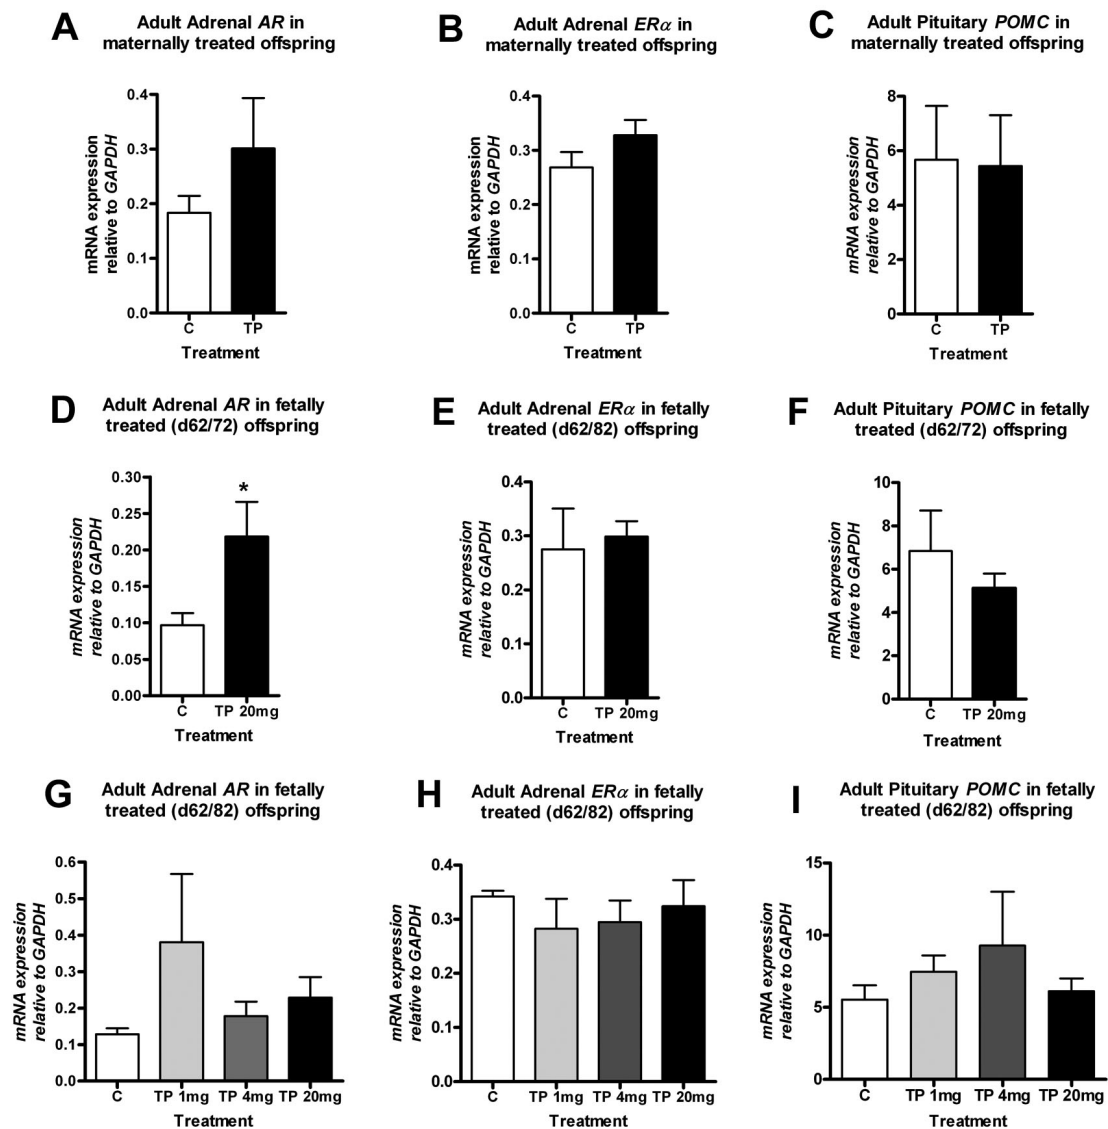 A
Adult Adrenal AR in
maternally treated offspring
mRNA expression
relative to GAPDH
0.4
0.3
0.2
0.1
0.0
C TP
Treatment
B
Adult Adrenal ERα in
maternally treated offspring
mRNA expression
relative to GAPDH
0.4
0.3
0.2
0.1
0.0
C TP
Treatment
C
Adult Pituitary POMC in
maternally treated offspring
mRNA expression
relative to GAPDH
8
6
4
2
0
C TP
Treatment
D
Adult Adrenal AR in fetally
treated (d62/72) offspring
mRNA expression
relative to GAPDH
0.30
0.25
0.20
0.15
0.10
0.05
0.00
*
C TP 20mg
Treatment
E
Adult Adrenal ERα in fetally
treated (d62/82) offspring
mRNA expression
relative to GAPDH
0.4
0.3
0.2
0.1
0.0
C TP 20mg
Treatment
F
Adult Pituitary POMC in fetally
treated (d62/72) offspring
mRNA expression
relative to GAPDH
10
8
6
4
2
0
C TP 20mg
Treatment
G
Adult Adrenal AR in fetally
treated (d62/82) offspring
mRNA expression
relative to GAPDH
0.6
0.5
0.4
0.3
0.2
0.1
0.0
C TP 1mg TP 4mg TP 20mg
Treatment
H
Adult Adrenal ERα in fetally
treated (d62/82) offspring
mRNA expression
relative to GAPDH
0.4
0.3
0.2
0.1
0.0
C TP 1mg TP 4mg TP 20mg
Treatment
I
Adult Pituitary POMC in fetally
treated (d62/82) offspring
mRNA expression
relative to GAPDH
15
10
5
0
C TP 1mg TP 4mg TP 20mg
Treatment